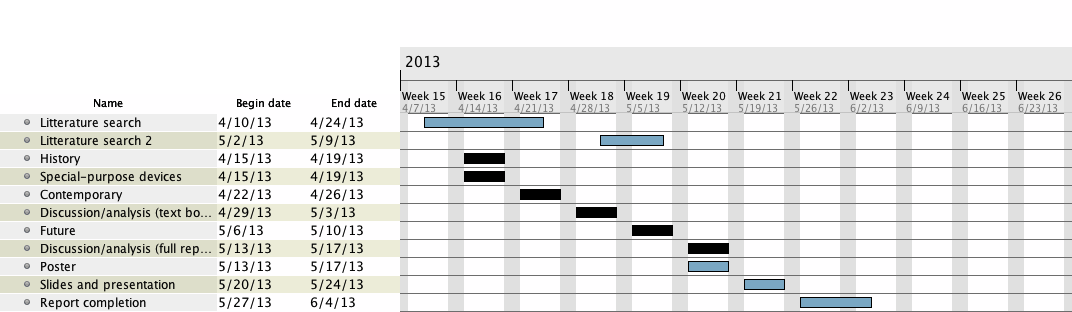 2013
Week 15 Week 16 Week 17 Week 18 Week 19 Week 20 Week 21 Week 22 Week 23 Week 24 Week 25 Week 26
4/7/13 4/14/13 4/21/13 4/28/13 5/5/13 5/12/13 5/19/13 5/26/13 6/2/13 6/9/13 6/16/13 6/23/13
Name Begin date End date
Litterature search 4/10/13 4/24/13
Litterature search 2 5/2/13 5/9/13
History 4/15/13 4/19/13
Special-purpose devices 4/15/13 4/19/13
Contemporary 4/22/13 4/26/13
Discussion/analysis (text bo... 4/29/13 5/3/13
Future 5/6/13 5/10/13
Discussion/analysis (full rep... 5/13/13 5/17/13
Poster 5/13/13 5/17/13
Slides and presentation 5/20/13 5/24/13
Report completion 5/27/13 6/4/13